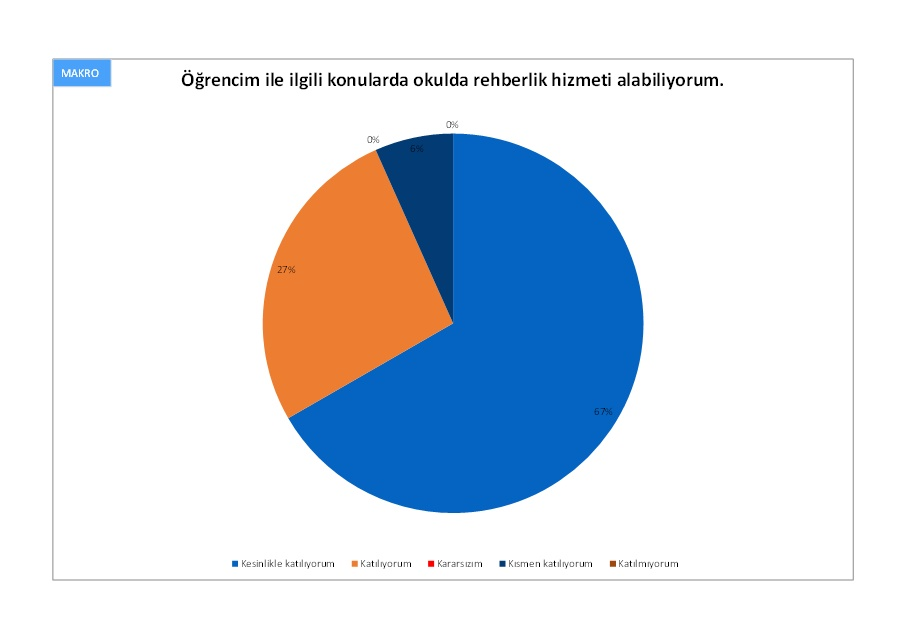 MAKRO
Öğrencim ile ilgili konularda okulda rehberlik hizmeti alabiliyorum.
0%
0%
6%
27%
67%
Kesinlikle katılıyorum Katılıyorum Kararsızım Kısmen katılıyorum Katılmıyorum